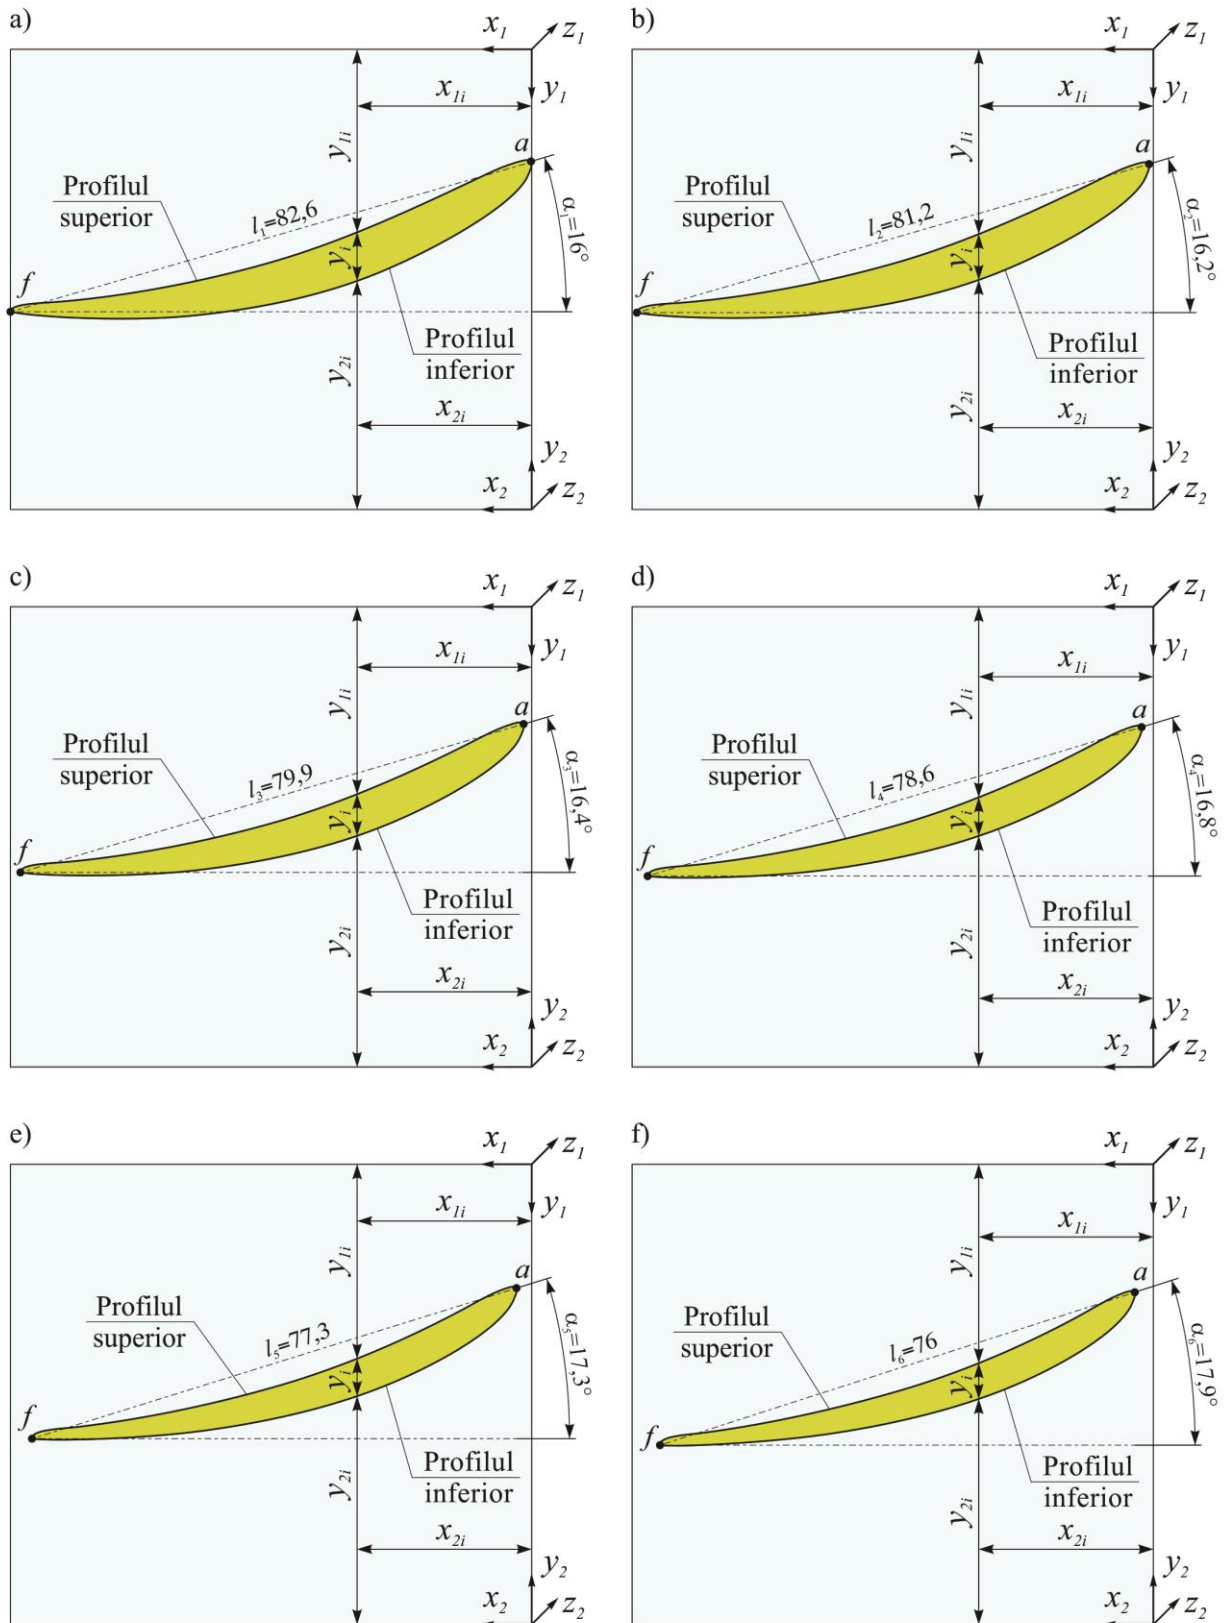 a)
x₁
z₁
x₁ᵢ
y₁
y₁ᵢ
a
Profilul
superior
l₁=82,6
α₁=16°
yᵢ
f
Profilul
inferior
y₂ᵢ
x₂ᵢ
y₂
x₂
z₂
b)
x₁
z₁
x₁ᵢ
y₁
y₁ᵢ
a
Profilul
superior
l₂=81,2
α₂=16,2°
yᵢ
f
Profilul
inferior
y₂ᵢ
x₂ᵢ
y₂
x₂
z₂
c)
x₁
z₁
x₁ᵢ
y₁
y₁ᵢ
a
Profilul
superior
l₃=79,9
α₃=16,4°
yᵢ
f
Profilul
inferior
y₂ᵢ
x₂ᵢ
y₂
x₂
z₂
d)
x₁
z₁
x₁ᵢ
y₁
y₁ᵢ
a
Profilul
superior
l₄=78,6
α₄=16,8°
yᵢ
f
Profilul
inferior
y₂ᵢ
x₂ᵢ
y₂
x₂
z₂
e)
x₁
z₁
x₁ᵢ
y₁
y₁ᵢ
a
Profilul
superior
l₅=77,3
α₅=17,3°
yᵢ
f
Profilul
inferior
y₂ᵢ
x₂ᵢ
y₂
x₂
z₂
f)
x₁
z₁
x₁ᵢ
y₁
y₁ᵢ
a
Profilul
superior
l₆=76
α₆=17,9°
yᵢ
f
Profilul
inferior
y₂ᵢ
x₂ᵢ
y₂
x₂
z₂